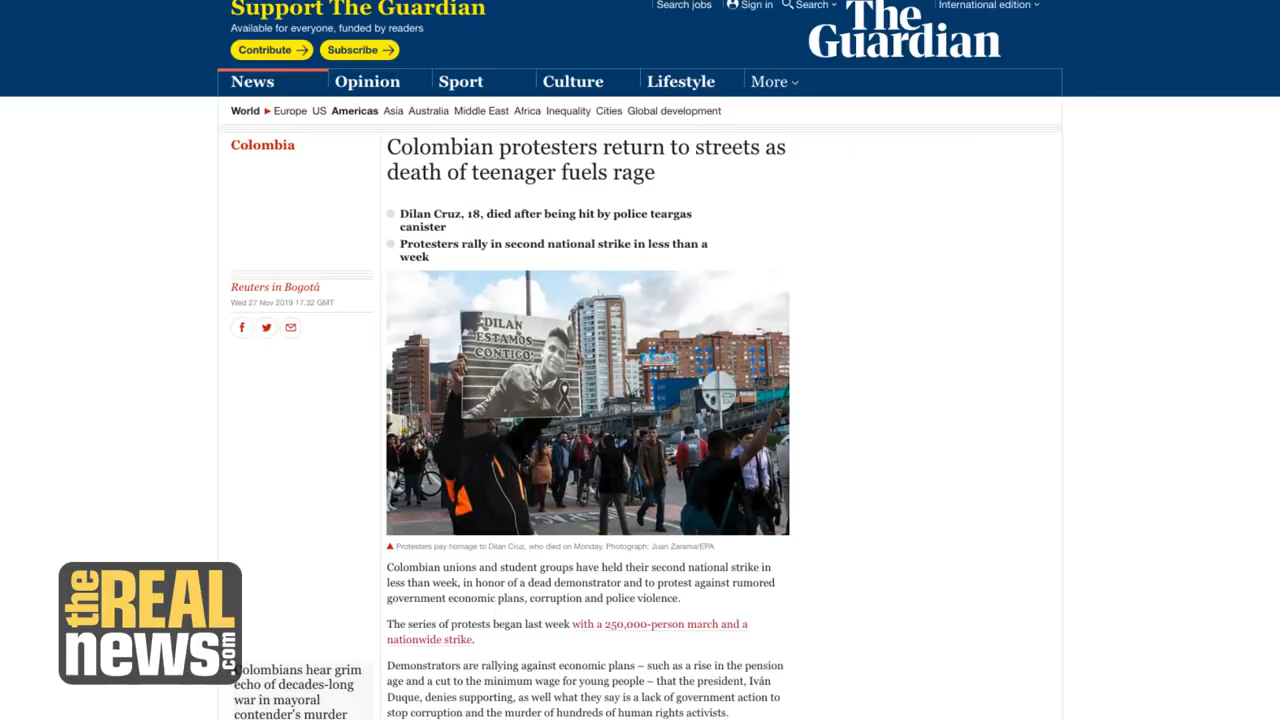 Support The Guardian
Available for everyone, funded by readers
Contribute
Subscribe
Search jobs
Sign in
Search
International edition
The
Guardian
News
Opinion
Sport
Culture
Lifestyle
More
World
Europe
US
Americas
Asia
Australia
Middle East
Africa
Inequality
Cities
Global development
Colombia
Colombian protesters return to streets as
death of teenager fuels rage
Dilan Cruz, 18, died after being hit by police teargas
canister
Protesters rally in second national strike in less than a
week
Reuters in Bogotá
Wed 27 Nov 2019 17.32 GMT
DILAN
ESTAMOS
CONTIGO!
Protesters pay homage to Dilan Cruz, who died on Monday. Photograph: Juan Zarama/EPA
Colombian unions and student groups have held their second national strike in
less than week, in honor of a dead demonstrator and to protest against rumored
government economic plans, corruption and police violence.
The series of protests began last week with a 250,000-person march and a
nationwide strike.
Demonstrators are rallying against economic plans – such as a rise in the pension
age and a cut to the minimum wage for young people – that the president, Iván
Duque, denies supporting, as well what they say is a lack of government action to
stop corruption and the murder of hundreds of human rights activists.
the REAL
news.com
Colombians hear grim
echo of decades-long
war in mayoral
contender's murder